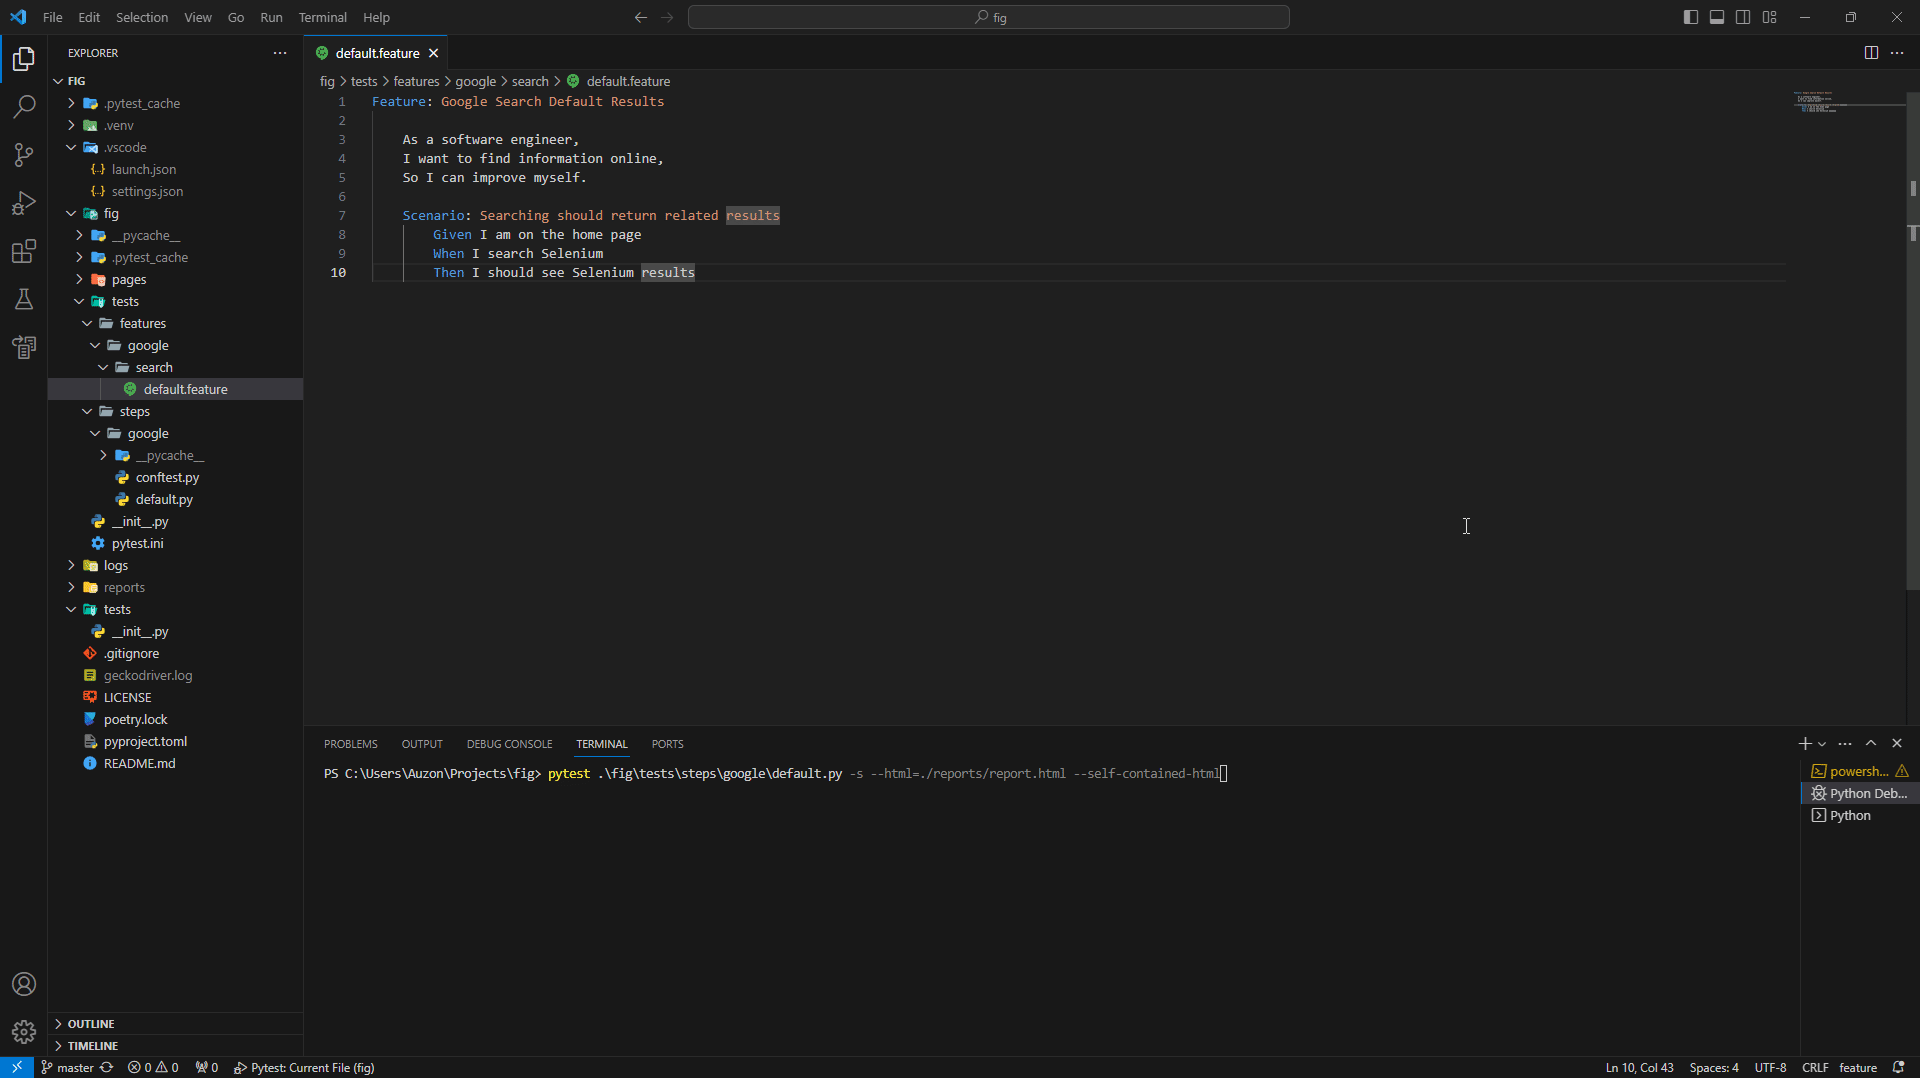 File Edit Selection View Go Run Terminal Help
fig
EXPLORER
FIG
.pytest_cache
.venv
.vscode
launch.json
settings.json
fig
__pycache__
.pytest_cache
pages
tests
features
google
search
default.feature
steps
google
__pycache__
conftest.py
default.py
__init__.py
pytest.ini
logs
reports
tests
__init__.py
.gitignore
geckodriver.log
LICENSE
poetry.lock
pyproject.toml
README.md
OUTLINE
TIMELINE
default.feature
fig > tests > features > google > search > default.feature
1 Feature: Google Search Default Results
2
3 As a software engineer,
4 I want to find information online,
5 So I can improve myself.
6
7 Scenario: Searching should return related results
8 Given I am on the home page
9 When I search Selenium
10 Then I should see Selenium results
PROBLEMS OUTPUT DEBUG CONSOLE TERMINAL PORTS
PS C:\Users\Auzon\Projects\fig> pytest .\fig\tests\steps\google\default.py -s --html=./reports/report.html --self-contained-html
powersh...
Python Deb...
Python
master 0 0 0 Pytest: Current File (fig)
Ln 10, Col 43 Spaces: 4 UTF-8 CRLF feature